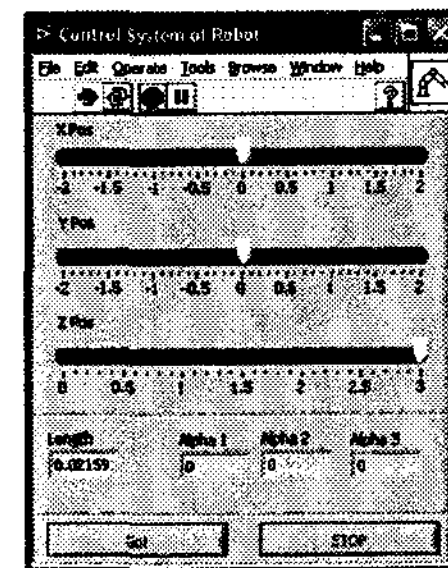 Control System of Robot
File Edit Operate Tools Browse Window Help
X Pos
-2 -1.5 -1 -0.5 0 0.5 1 1.5 2
Y Pos
-2 -1.5 -1 -0.5 0 0.5 1 1.5 2
Z Pos
0 0.5 1 1.5 2 2.5 3
Length Alpha 1 Alpha 2 Alpha 3
0.02159 0 0 0
Go! STOP